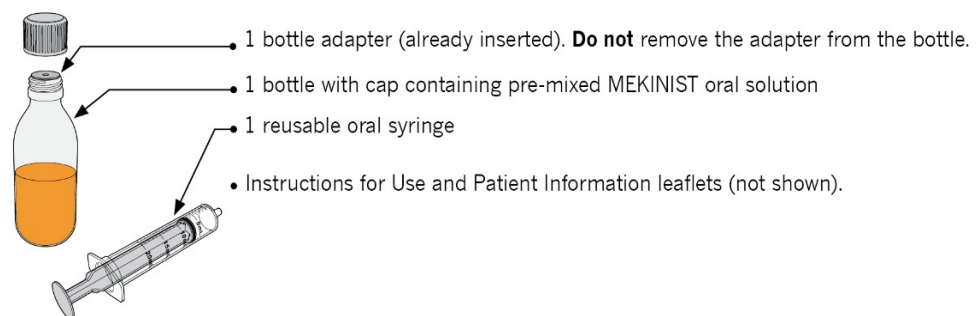 1 bottle adapter (already inserted). Do not remove the adapter from the bottle.
1 bottle with cap containing pre-mixed MEKINIST oral solution
1 reusable oral syringe
• Instructions for Use and Patient Information leaflets (not shown).